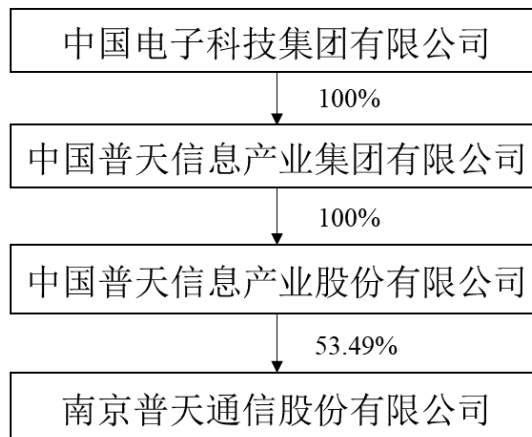 中国电子科技集团有限公司
100%
中国普天信息产业集团有限公司
100%
中国普天信息产业股份有限公司
53.49%
南京普天通信股份有限公司